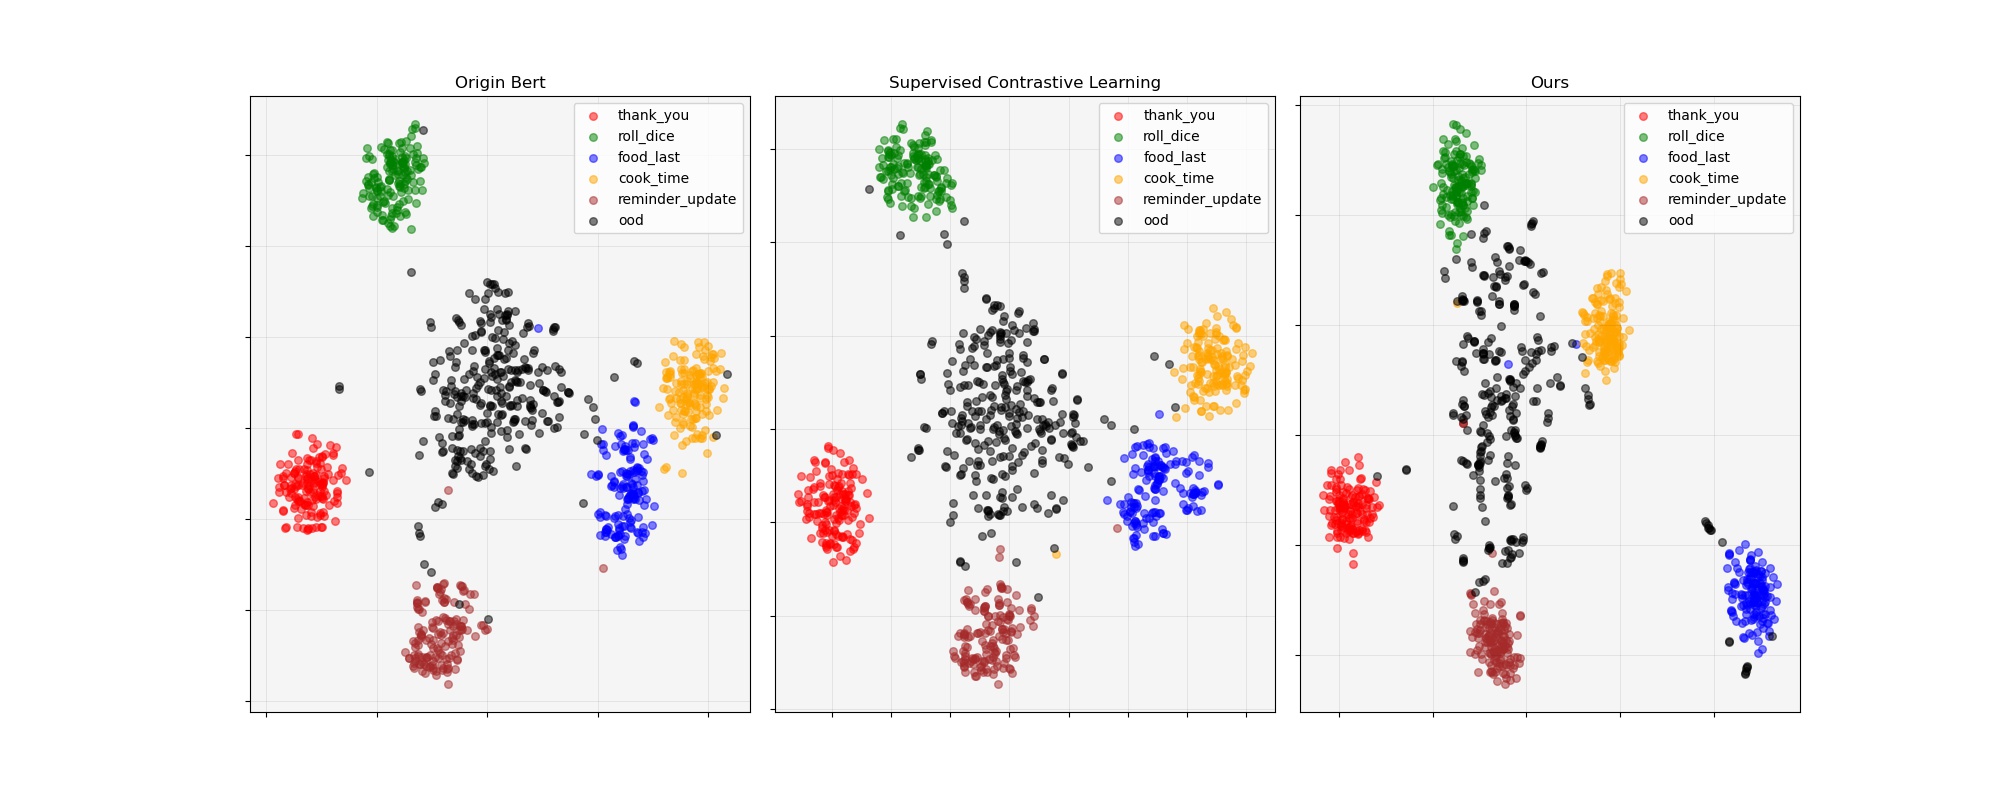 Origin Bert
thank_you
roll_dice
food_last
cook_time
reminder_update
ood
Supervised Contrastive Learning
thank_you
roll_dice
food_last
cook_time
reminder_update
ood
Ours
thank_you
roll_dice
food_last
cook_time
reminder_update
ood